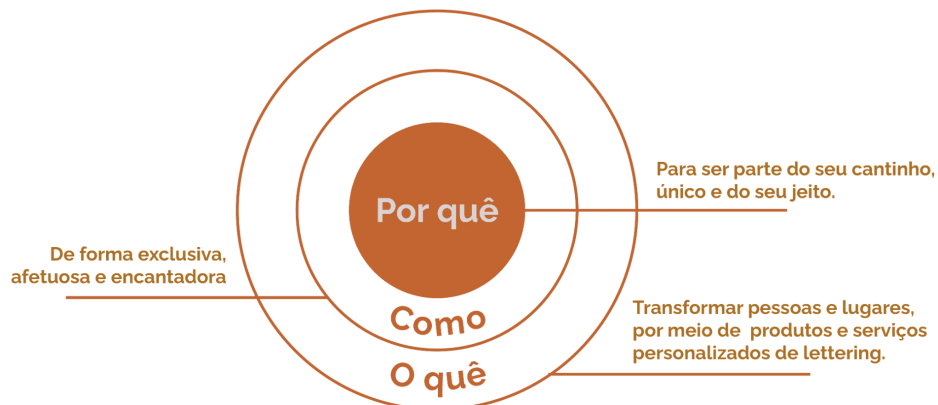 Para ser parte do seu cantinho,
único e do seu jeito.
Por quê
De forma exclusiva,
afetuosa e encantadora
Como
Transformar pessoas e lugares,
por meio de produtos e serviços
personalizados de lettering.
O quê